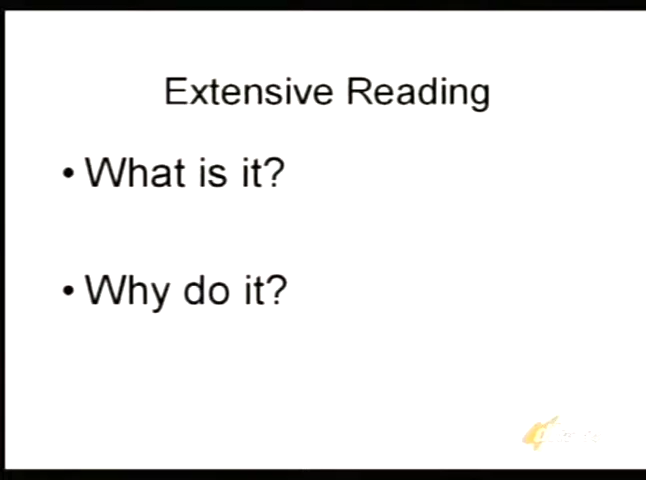 Extensive Reading
• What is it?
• Why do it?